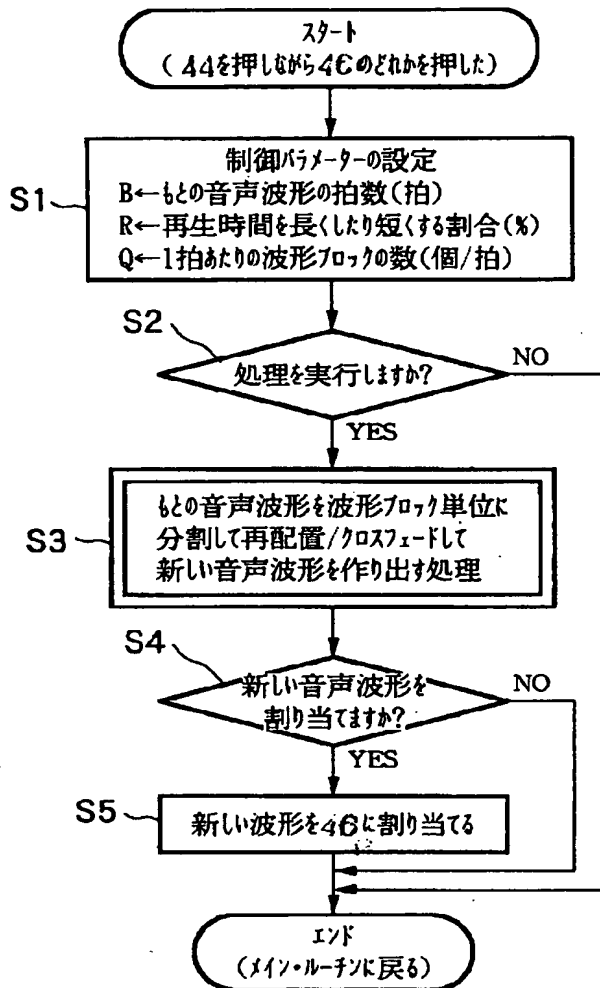 スタート
(44を押しながら46のどれかを押した)
S1
制御パラメーターの設定
B←もとの音声波形の拍数(拍)
R←再生時間を長くしたり短くする割合(%)
Q←1拍あたりの波形ブロックの数(個/拍)
S2
処理を実行しますか?
NO
YES
S3
もとの音声波形を波形ブロック単位に
分割して再配置/クロスフェードして
新しい音声波形を作り出す処理
S4
新しい音声波形を
割り当てますか?
NO
YES
S5
新しい波形を46に割り当てる
エンド
(メイン・ルーチンに戻る)